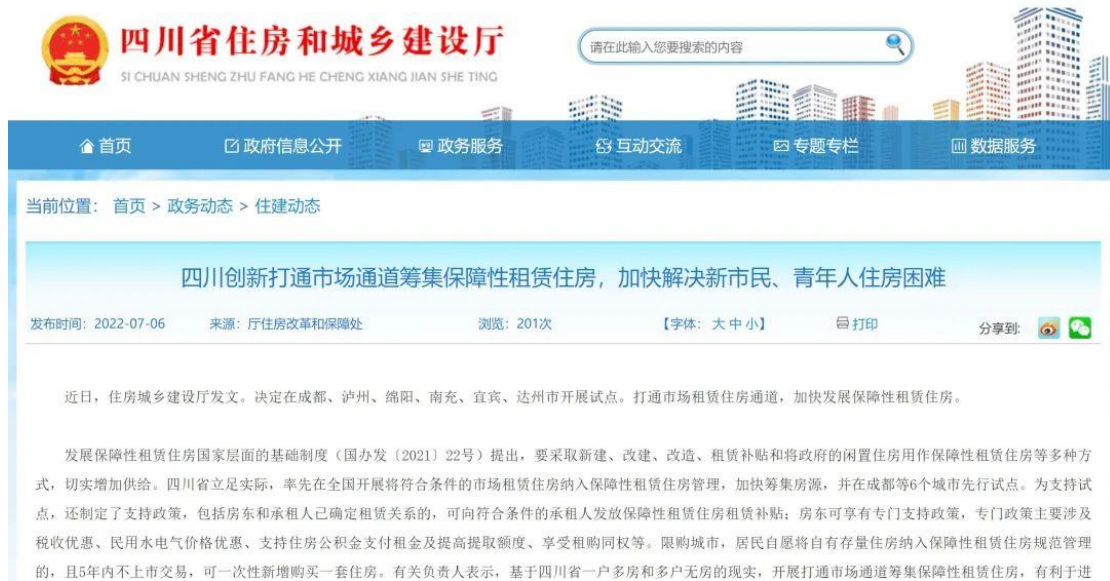 四川省住房和城乡建设厅
SI CHUAN SHENG ZHU FANG HE CHENG XIANG JIAN SHE TING
请在此输入您要搜索的内容
首页 政府信息公开 政务服务 互动交流 专题专栏 数据服务
当前位置： 首页 > 政务动态 > 住建动态
四川创新打通市场通道筹集保障性租赁住房，加快解决新市民、青年人住房困难
发布时间：2022-07-06 来源：厅住房改革和保障处 浏览：201次 【字体：大 中 小】 打印 分享到:
近日，住房城乡建设厅发文。决定在成都、泸州、绵阳、南充、宜宾、达州市开展试点。打通市场租赁住房通道，加快发展保障性租赁住房。
发展保障性租赁住房国家层面的基础制度（国办发〔2021〕22号）提出，要采取新建、改建、改造、租赁补贴和将政府的闲置住房用作保障性租赁住房等多种方
式，切实增加供给。四川省立足实际，率先在全国开展将符合条件的市场租赁住房纳入保障性租赁住房管理，加快筹集房源，并在成都等6个城市先行试点。为支持试
点，还制定了支持政策，包括房东和承租人已确定租赁关系的，可向符合条件的承租人发放保障性租赁住房租赁补贴；房东可享有专门支持政策，专门政策主要涉及
税收优惠、民用水电气价格优惠、支持住房公积金支付租金及提高提取额度、享受租购同权等。限购城市，居民自愿将自有存量住房纳入保障性租赁住房规范管理
的，且5年内不上市交易，可一次性新增购买一套住房。有关负责人表示，基于四川省一户多房和多户无房的现实，开展打通市场通道筹集保障性租赁住房，有利于进